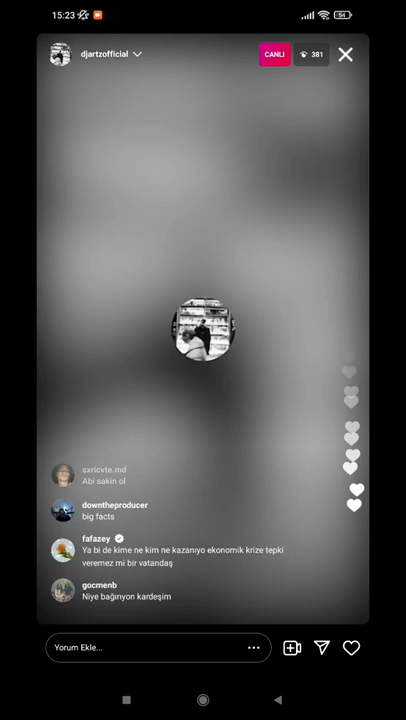 15:23
54
djartzofficial
CANLI
381
sxricvte.md
Abi sakin ol
downtheproducer
big facts
fafazey
Ya bi de kime ne kim ne kazanıyo ekonomik krize tepki
veremez mi bir vatandaş
gocmenb
Niye bağırıyon kardeşim
Yorum Ekle...